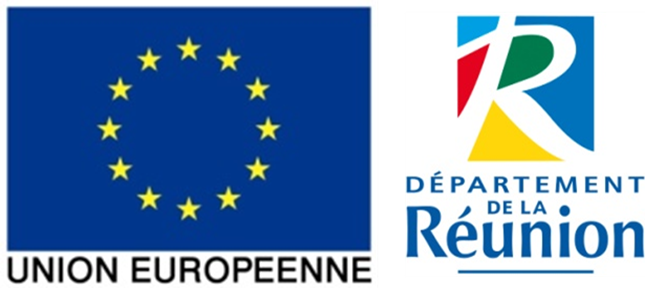 UNION EUROPEENNE
DÉPARTEMENT
DE LA
Réunion